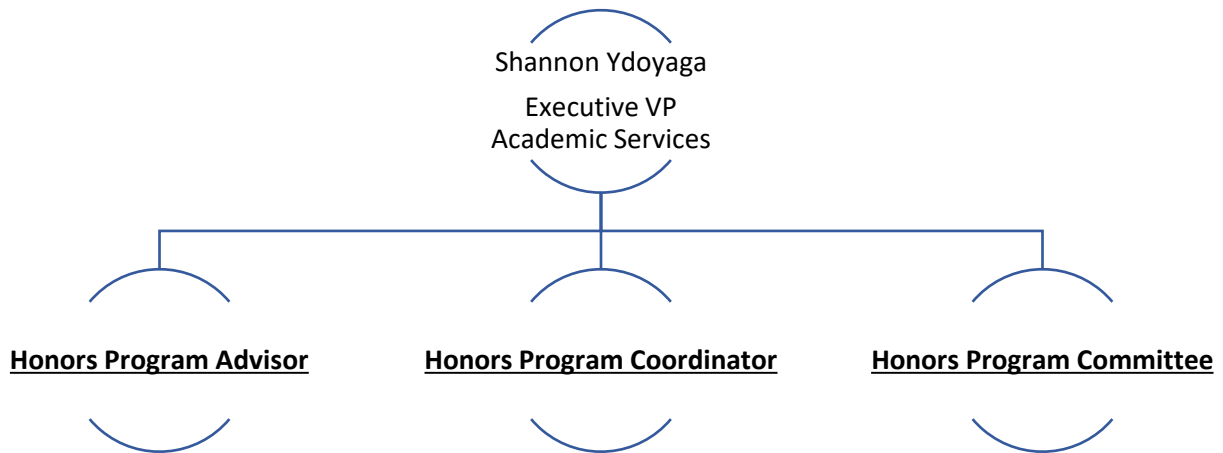 Shannon Ydoyaga
Executive VP
Academic Services
Honors Program Advisor
Honors Program Coordinator
Honors Program Committee